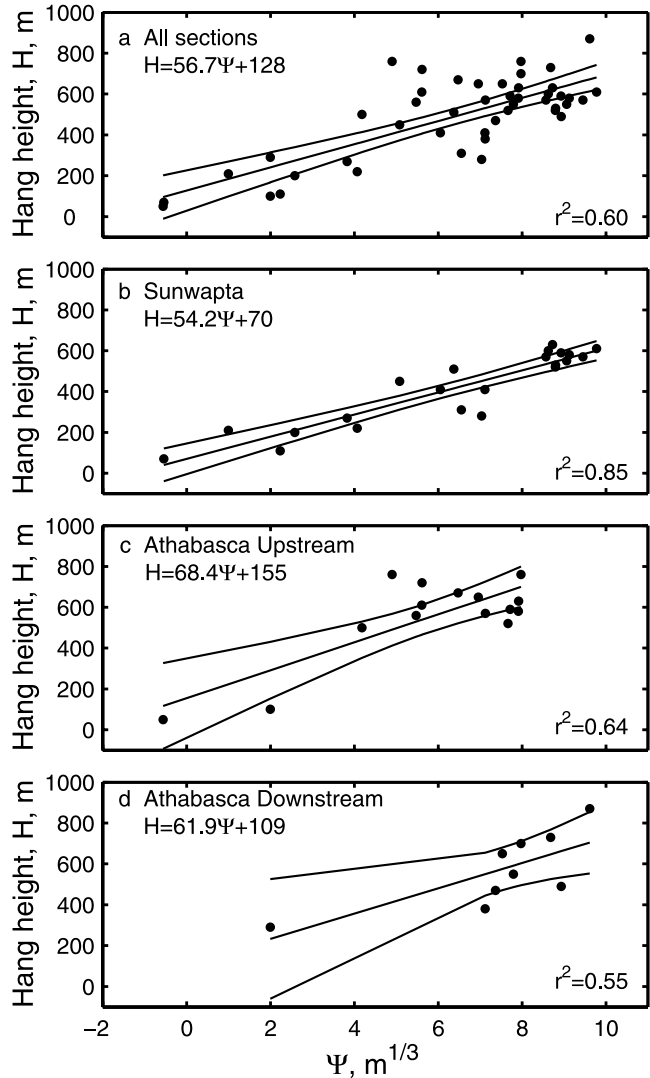 1000
a All sections
800
H=56.7Ψ+128
600
400
200
0
r²=0.60
Hang height, H, m
1000
b Sunwapta
800
H=54.2Ψ+70
600
400
200
0
r²=0.85
Hang height, H, m
1000
c Athabasca Upstream
800
H=68.4Ψ+155
600
400
200
0
r²=0.64
Hang height, H, m
1000
d Athabasca Downstream
800
H=61.9Ψ+109
600
400
200
0
r²=0.55
Hang height, H, m
−2 0 2 4 6 8 10
Ψ, m^1/3